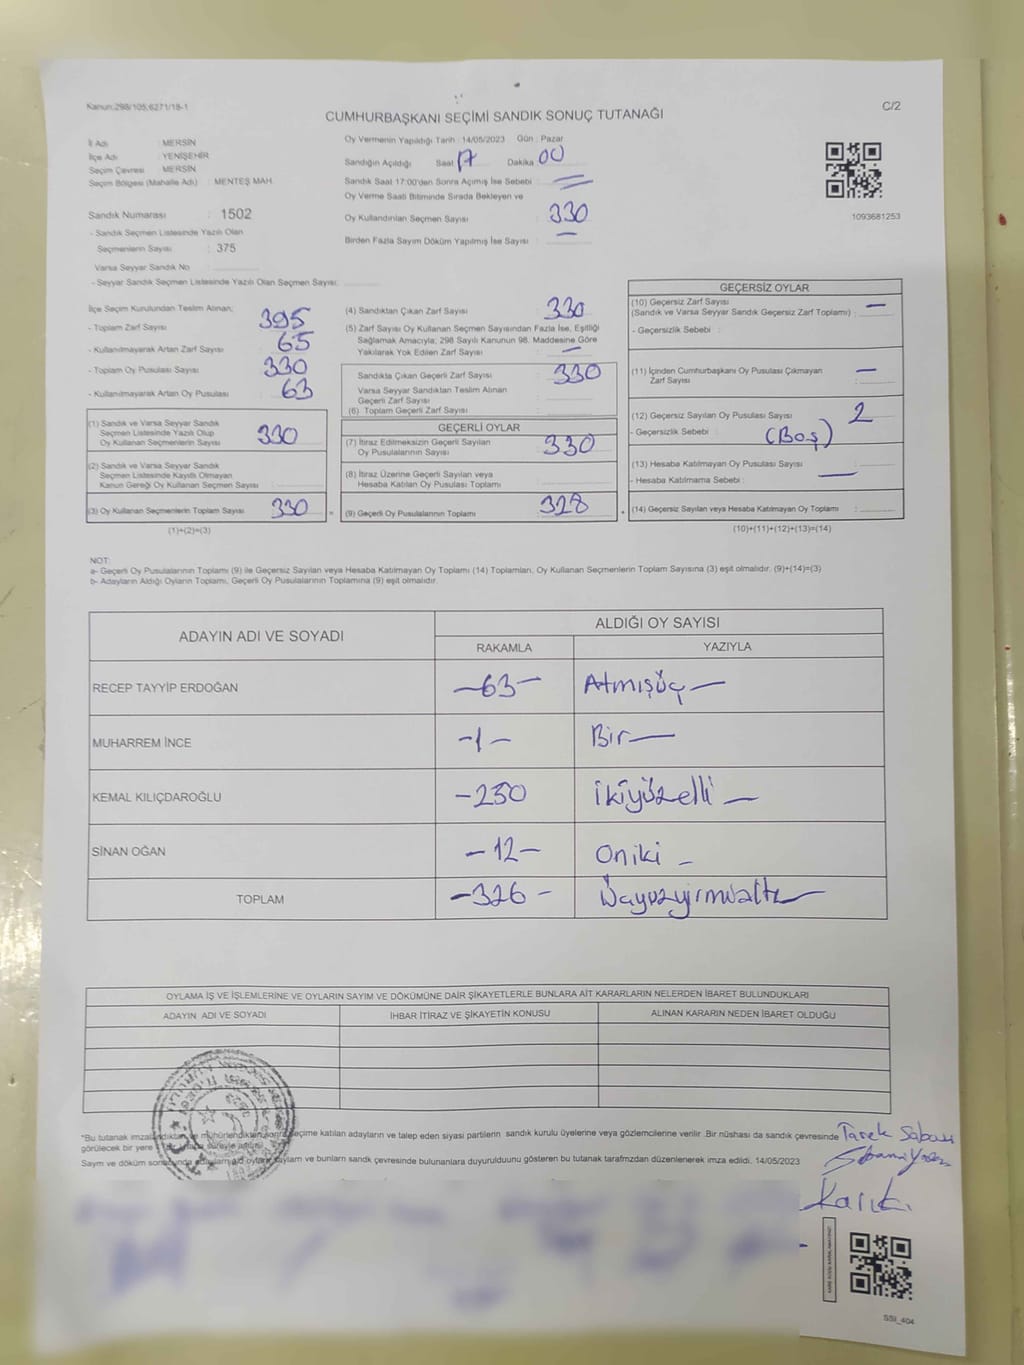 Kanun:298/105,6271/18-1
C/2
CUMHURBAŞKANI SEÇİMİ SANDIK SONUÇ TUTANAĞI
İl Adı : MERSİN
İlçe Adı : YENİŞEHİR
Seçim Çevresi : MERSİN
Seçim Bölgesi (Mahalle Adı) : MENTEŞ MAH.
Sandık Numarası : 1502
- Sandık Seçmen Listesinde Yazılı Olan
Seçmenlerin Sayısı : 375
Varsa Seyyar Sandık No :
- Seyyar Sandık Seçmen Listesinde Yazılı Olan Seçmen Sayısı:
Oy Vermenin Yapıldığı Tarih : 14/05/2023 Gün : Pazar
Sandığın Açıldığı Saat 17 Dakika 00
Sandık Saat 17:00'den Sonra Açımış İse Sebebi :
Oy Verme Saati Bitiminde Sırada Bekleyen ve
Oy Kullandırılan Seçmen Sayısı : 330
Birden Fazla Sayım Döküm Yapılmış İse Sayısı : —
1093681253
İlçe Seçim Kurulundan Teslim Alınan;
- Toplam Zarf Sayısı : 395
- Kullanılmayarak Artan Zarf Sayısı : 65
- Toplam Oy Pusulası Sayısı : 330
- Kullanılmayarak Artan Oy Pusulası : 63
(1) Sandık ve Varsa Seyyar Sandık
Seçmen Listesinde Yazılı Olup
Oy Kullanan Seçmenlerin Sayısı : 330
(2) Sandık ve Varsa Seyyar Sandık
Seçmen Listesinde Kayıtlı Olmayan
Kanun Gereği Oy Kullanan Seçmen Sayısı :
(3) Oy Kullanan Seçmenlerin Toplam Sayısı : 330
(1)+(2)=(3)
(4) Sandıktan Çıkan Zarf Sayısı : 330
(5) Zarf Sayısı Oy Kullanan Seçmen Sayısından Fazla İse, Eşitliği
Sağlamak Amacıyla, 298 Sayılı Kanunun 98. Maddesine Göre
Yakılarak Yok Edilen Zarf Sayısı : —
Sandıkta Çıkan Geçerli Zarf Sayısı : 330
Varsa Seyyar Sandıktan Teslim Alınan
Geçerli Zarf Sayısı :
(6) Toplam Geçerli Zarf Sayısı :
GEÇERLİ OYLAR
(7) İtiraz Edilmeksizin Geçerli Sayılan
Oy Pusulalarının Sayısı : 330
(8) İtiraz Üzerine Geçerli Sayılan veya
Hesaba Katılan Oy Pusulası Toplamı :
=
(9) Geçerli Oy Pusulalarının Toplamı : 328
+
GEÇERSİZ OYLAR
(10) Geçersiz Zarf Sayısı
(Sandık ve Varsa Seyyar Sandık Geçersiz Zarf Toplamı) : —
- Geçersizlik Sebebi :
(11) İçinden Cumhurbaşkanı Oy Pusulası Çıkmayan
Zarf Sayısı : —
(12) Geçersiz Sayılan Oy Pusulası Sayısı : 2
- Geçersizlik Sebebi : (Boş)
(13) Hesaba Katılmayan Oy Pusulası Sayısı :
- Hesaba Katılmama Sebebi : —
(14) Geçersiz Sayılan veya Hesaba Katılmayan Oy Toplamı :
(10)+(11)+(12)+(13)=(14)
NOT:
a- Geçerli Oy Pusulalarının Toplamı (9) ile Geçersiz Sayılan veya Hesaba Katılmayan Oy Toplamı (14) Toplamları, Oy Kullanan Seçmenlerin Toplam Sayısına (3) eşit olmalıdır. (9)+(14)=(3)
b- Adayların Aldığı Oyların Toplamı, Geçerli Oy Pusulalarının Toplamına (9) eşit olmalıdır.
ADAYIN ADI VE SOYADI
ALDIĞI OY SAYISI
RAKAMLA YAZIYLA
RECEP TAYYİP ERDOĞAN —63— Atmışüç—
MUHARREM İNCE —1— Bir—
KEMAL KILIÇDAROĞLU —250 ikiyüzelli —
SİNAN OĞAN —12— Oniki —
TOPLAM —326—
OYLAMA İŞ VE İŞLEMLERİNE VE OYLARIN SAYIM VE DÖKÜMÜNE DAİR ŞİKAYETLERLE BUNLARA AİT KARARLARIN NELERDEN İBARET BULUNDUKLARI
ADAYIN ADI VE SOYADI İHBAR İTİRAZ VE ŞİKAYETİN KONUSU ALINAN KARARIN NEDEN İBARET OLDUĞU
"Bu tutanak imzalandıktan ve mühürlendikten sonra seçime katılan adayların ve talep eden siyasi partilerin sandık kurulu üyelerine veya gözlemcilerine verilir. Bir nüshası da sandık çevresinde
görülecek bir yere
Sayım ve döküm sonucunda ve bunların sandık çevresinde bulunanlara duyurulduunu gösteren bu tutanak tarafımızdan düzenlenerek imza edildi. 14/05/2023
SSI_404